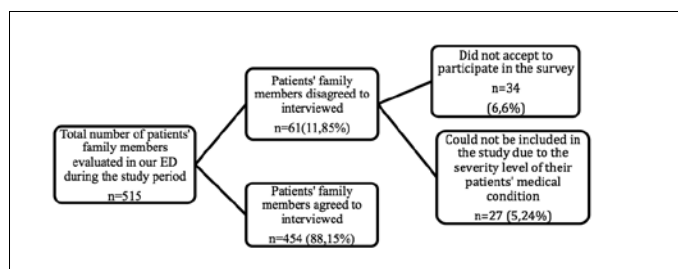 Total number of patients'
family members
evaluated in our ED
during the study period
n=515
Patients' family
members disagreed to
interviewed
n=61(11,85%)
Patients' family
members agreed to
interviewed
n=454 (88,15%)
Did not accept to
participate in the survey
n=34
(6,6%)
Could not be included in
the study due to the
severity level of their
patients' medical
condition
n=27 (5,24%)